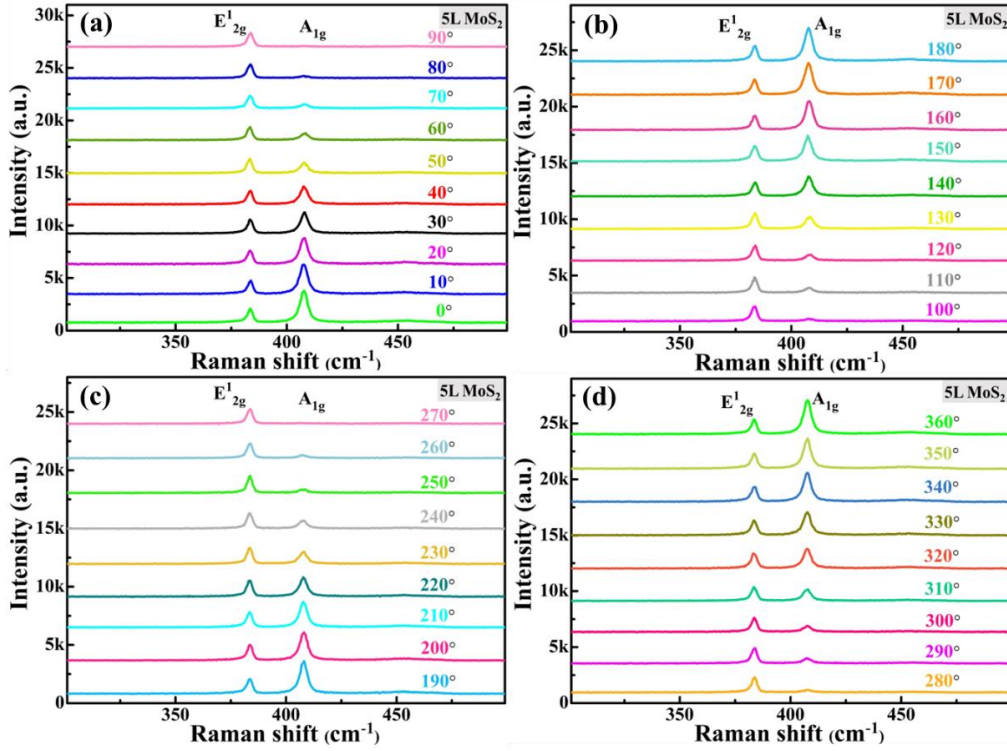 (a)
E¹₂g
A₁g
5L MoS₂
30k
25k
20k
15k
10k
5k
0
90°
80°
70°
60°
50°
40°
30°
20°
10°
0°
350
400
450
Intensity (a.u.)
Raman shift (cm⁻¹)
(b)
E¹₂g
A₁g
5L MoS₂
25k
20k
15k
10k
5k
0
180°
170°
160°
150°
140°
130°
120°
110°
100°
350
400
450
Intensity (a.u.)
Raman shift (cm⁻¹)
(c)
E¹₂g
A₁g
5L MoS₂
25k
20k
15k
10k
5k
0
270°
260°
250°
240°
230°
220°
210°
200°
190°
350
400
450
Intensity (a.u.)
Raman shift (cm⁻¹)
(d)
E¹₂g
A₁g
5L MoS₂
25k
20k
15k
10k
5k
0
360°
350°
340°
330°
320°
310°
300°
290°
280°
350
400
450
Intensity (a.u.)
Raman shift (cm⁻¹)